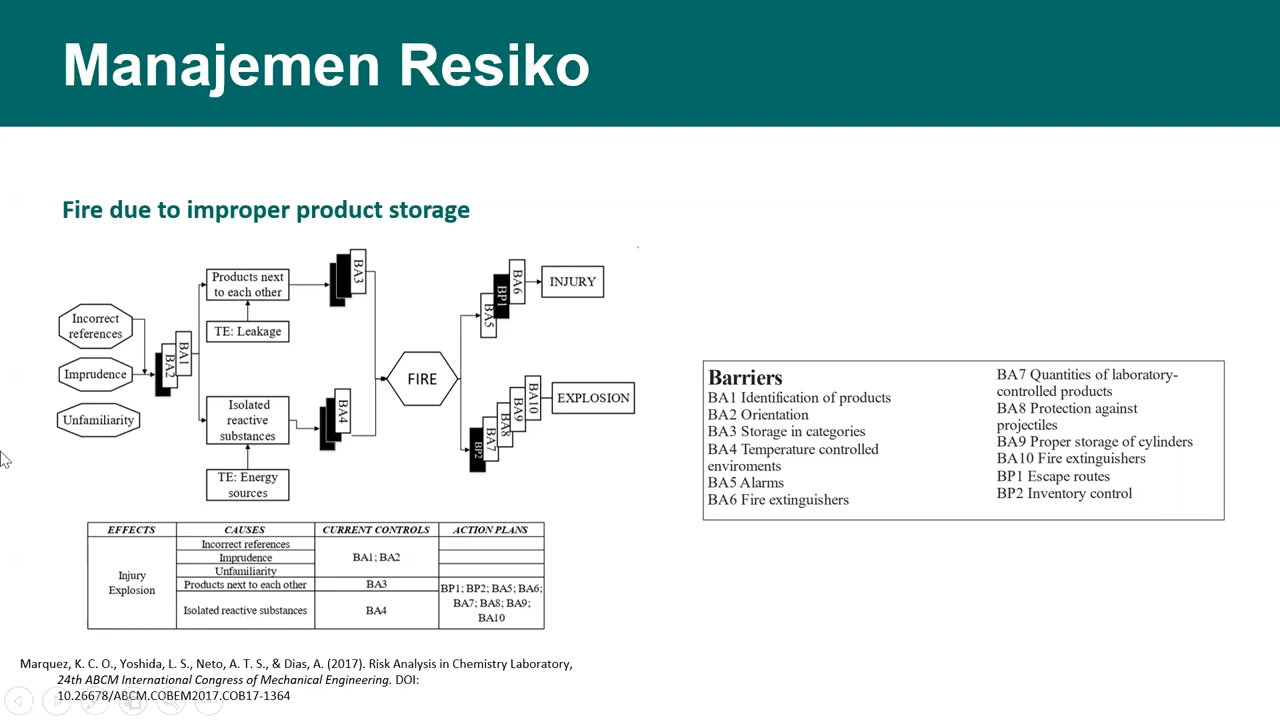 Manajemen Resiko
Fire due to improper product storage
Incorrect
references
Imprudence
Unfamiliarity
BA2
BA1
Products next
to each other
TE: Leakage
Isolated
reactive
substances
TE: Energy
sources
BA3
BA4
FIRE
BA5
BP1
BA6
INJURY
BP2
BA7
BA8
BA9
BA10
EXPLOSION
EFFECTS CAUSES CURRENT CONTROLS ACTION PLANS
Injury
Explosion
Incorrect references
Imprudence
Unfamiliarity
BA1; BA2
Products next to each other
BA3
Isolated reactive substances
BA4
BP1; BP2; BA5; BA6;
BA7; BA8; BA9;
BA10
Barriers
BA1 Identification of products
BA2 Orientation
BA3 Storage in categories
BA4 Temperature controlled
enviroments
BA5 Alarms
BA6 Fire extinguishers
BA7 Quantities of laboratory-
controlled products
BA8 Protection against
projectiles
BA9 Proper storage of cylinders
BA10 Fire extinguishers
BP1 Escape routes
BP2 Inventory control
Marquez, K. C. O., Yoshida, L. S., Neto, A. T. S., & Dias, A. (2017). Risk Analysis in Chemistry Laboratory,
24th ABCM International Congress of Mechanical Engineering. DOI:
10.26678/ABCM.COBEM2017.COB17-1364